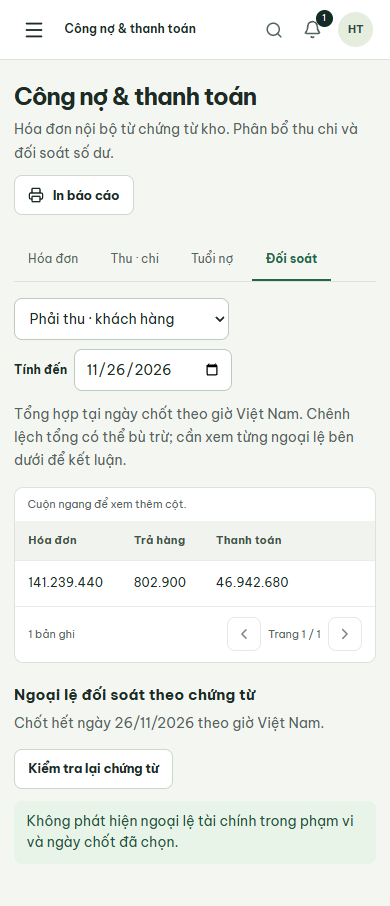 Công nợ & thanh toán
1
HT
Công nợ & thanh toán
Hóa đơn nội bộ từ chứng từ kho. Phân bổ thu chi và
đối soát số dư.
In báo cáo
Hóa đơn
Thu · chi
Tuổi nợ
Đối soát
Phải thu · khách hàng
Tính đến
11/26/2026
Tổng hợp tại ngày chốt theo giờ Việt Nam. Chênh
lệch tổng có thể bù trừ; cần xem từng ngoại lệ bên
dưới để kết luận.
Cuộn ngang để xem thêm cột.
Hóa đơn Trả hàng Thanh toán
141.239.440 802.900 46.942.680
1 bản ghi
Trang 1 / 1
Ngoại lệ đối soát theo chứng từ
Chốt hết ngày 26/11/2026 theo giờ Việt Nam.
Kiểm tra lại chứng từ
Không phát hiện ngoại lệ tài chính trong phạm vi
và ngày chốt đã chọn.